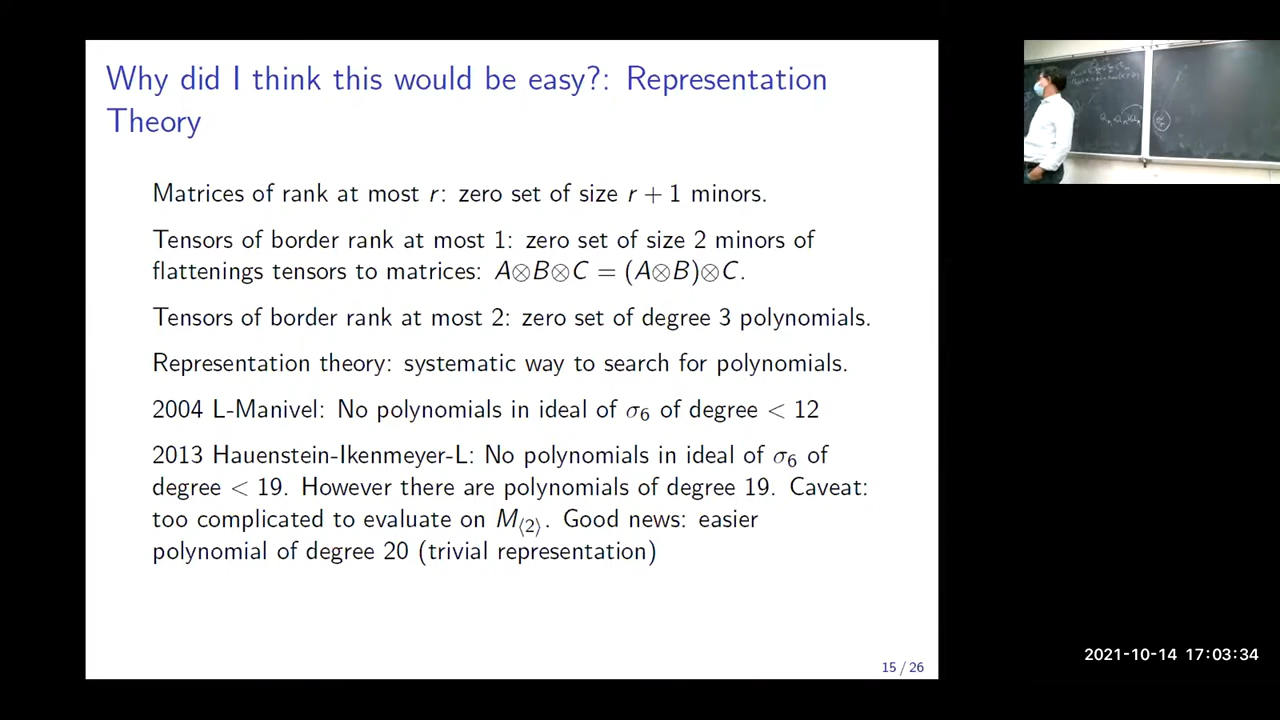 Why did I think this would be easy?: Representation
Theory
Matrices of rank at most r: zero set of size r + 1 minors.
Tensors of border rank at most 1: zero set of size 2 minors of
flattenings tensors to matrices: A⊗B⊗C = (A⊗B)⊗C.
Tensors of border rank at most 2: zero set of degree 3 polynomials.
Representation theory: systematic way to search for polynomials.
2004 L-Manivel: No polynomials in ideal of σ₆ of degree < 12
2013 Hauenstein-Ikenmeyer-L: No polynomials in ideal of σ₆ of
degree < 19. However there are polynomials of degree 19. Caveat:
too complicated to evaluate on M⟨2⟩. Good news: easier
polynomial of degree 20 (trivial representation)
15 / 26
2021-10-14 17:03:34